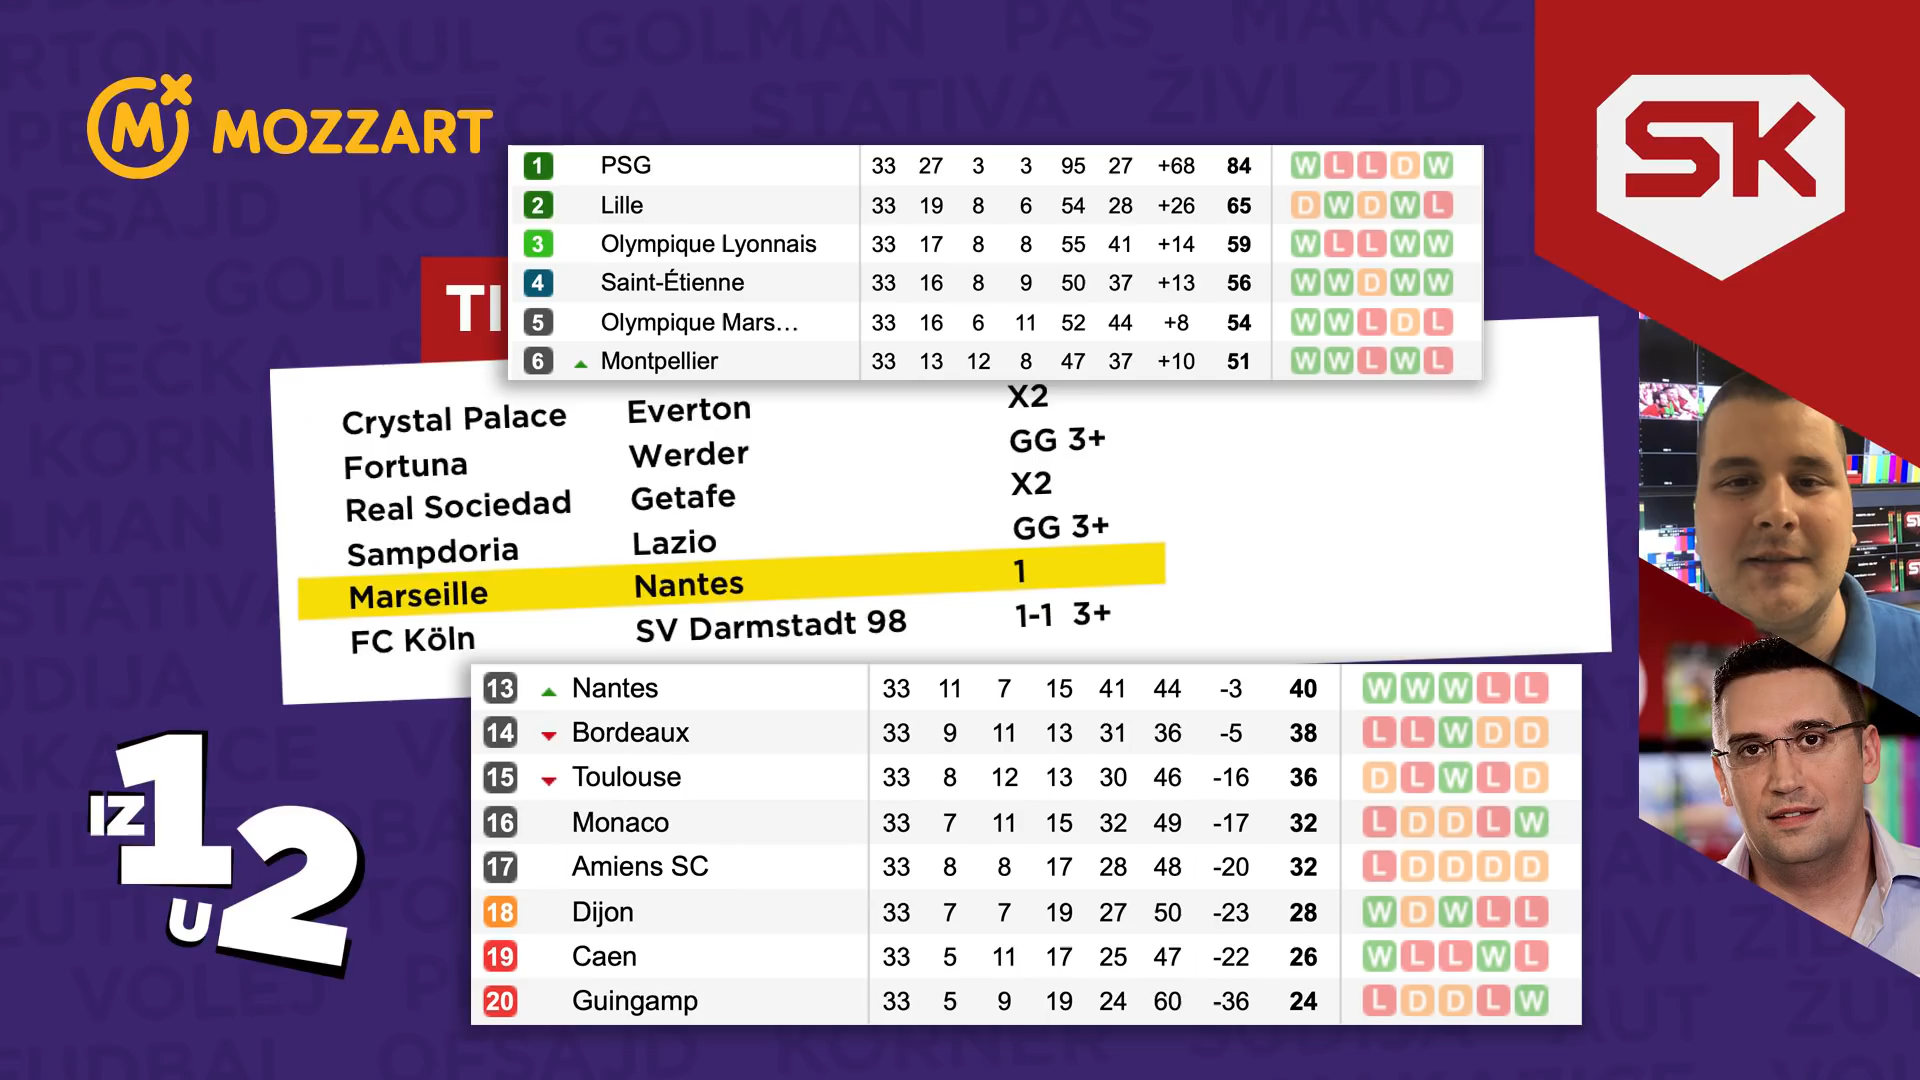 MOZZART
SK
TI
1 PSG 33 27 3 3 95 27 +68 84 W L L D W
2 Lille 33 19 8 6 54 28 +26 65 D W D W L
3 Olympique Lyonnais 33 17 8 8 55 41 +14 59 W L L W W
4 Saint-Étienne 33 16 8 9 50 37 +13 56 W W D W W
5 Olympique Mars… 33 16 6 11 52 44 +8 54 W W L D L
6 Montpellier 33 13 12 8 47 37 +10 51 W W L W L
Crystal Palace Everton X2
Fortuna Werder GG 3+
Real Sociedad Getafe X2
Sampdoria Lazio GG 3+
Marseille Nantes 1
FC Köln SV Darmstadt 98 1-1 3+
13 Nantes 33 11 7 15 41 44 -3 40 W W W L L
14 Bordeaux 33 9 11 13 31 36 -5 38 L L W D D
15 Toulouse 33 8 12 13 30 46 -16 36 D L W L D
16 Monaco 33 7 11 15 32 49 -17 32 L D D L W
17 Amiens SC 33 8 8 17 28 48 -20 32 L D D D D
18 Dijon 33 7 7 19 27 50 -23 28 W D W L L
19 Caen 33 5 11 17 25 47 -22 26 W L L W L
20 Guingamp 33 5 9 19 24 60 -36 24 L D D L W
IZ 1
U 2